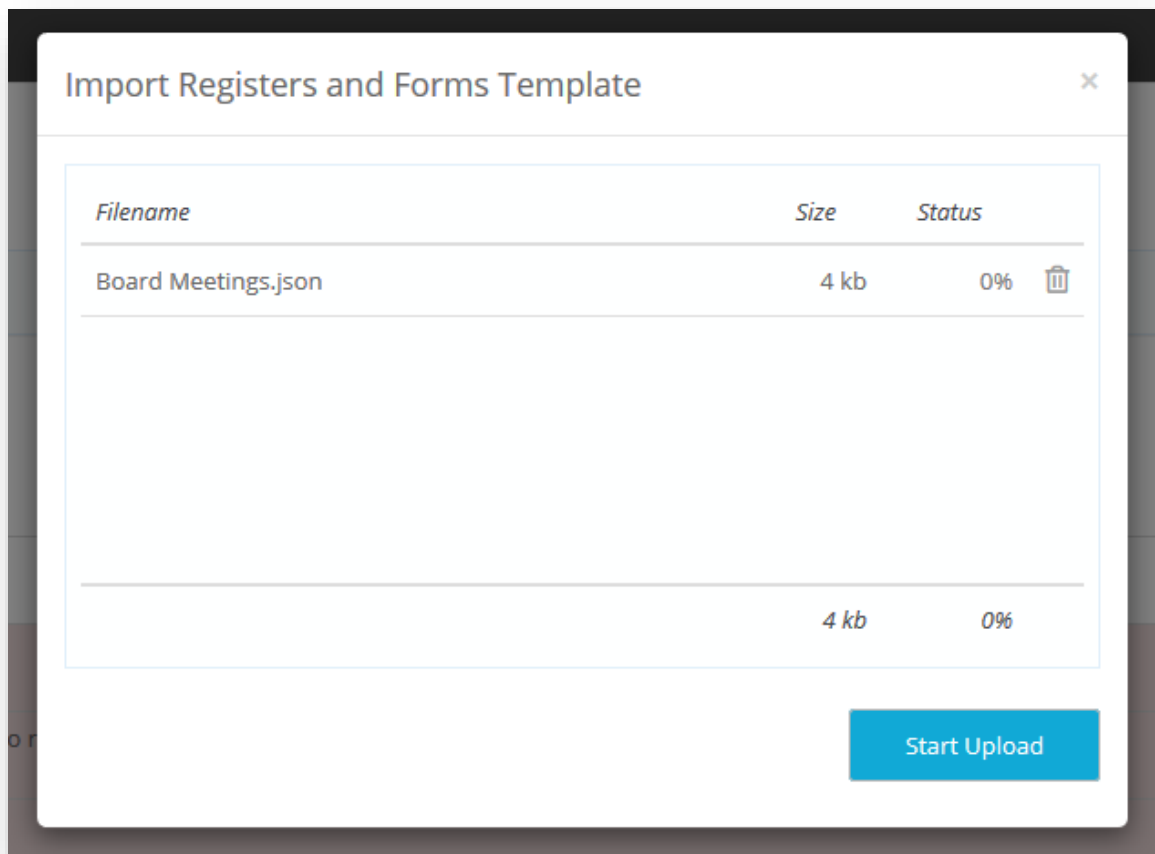 Import Registers and Forms Template ×
Filename Size Status
Board Meetings.json 4 kb 0%
4 kb 0%
o r
Start Upload